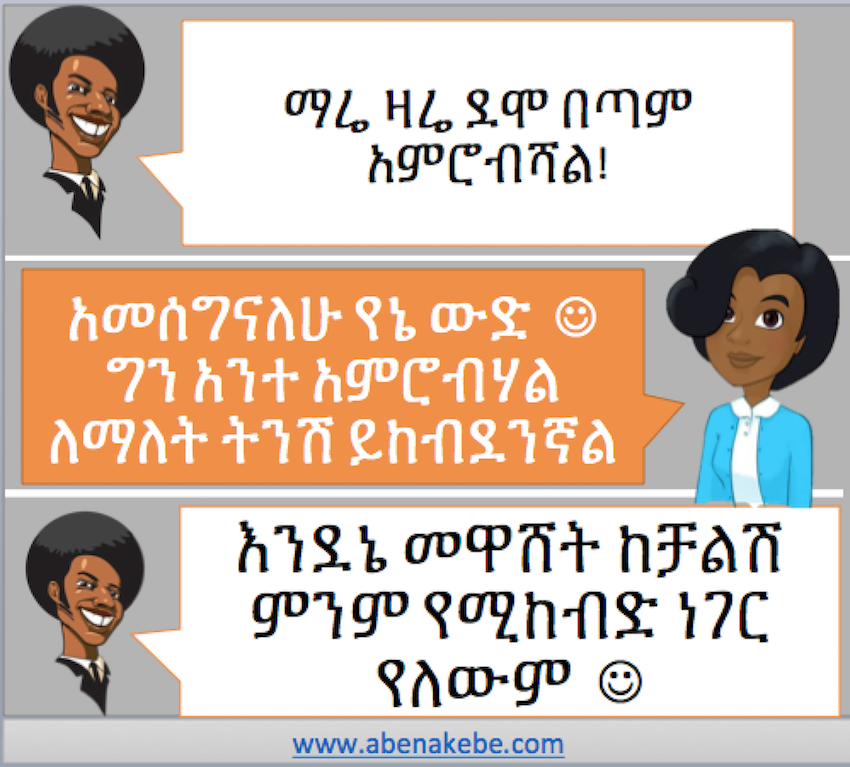 ማሬ ዛሬ ደሞ በጣም
አምሮብሻል!
አመሰግናለሁ የኔ ውድ ☺
ግን አንተ አምሮብሃል
ለማለት ትንሽ ይከብደንኛል
እንደኔ መዋሸት ከቻልሽ
ምንም የሚከብድ ነገር
የለውም ☺
www.abenakebe.com